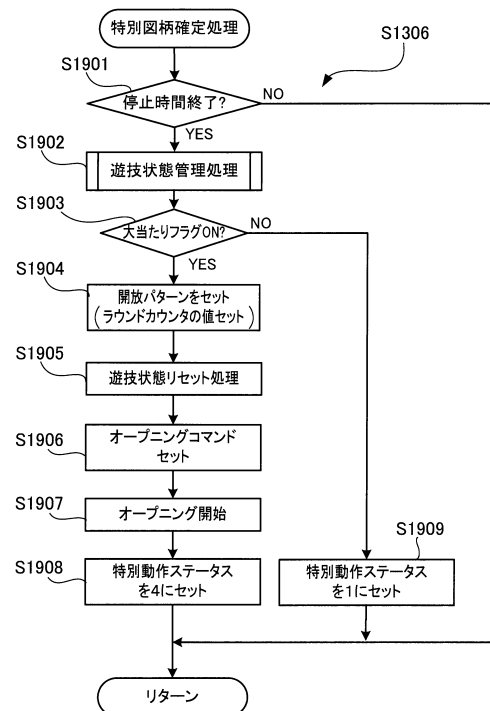 特別図柄確定処理
S1306
S1901
停止時間終了?
NO
YES
S1902
遊技状態管理処理
S1903
大当たりフラグON?
NO
YES
S1904
開放パターンをセット
(ラウンドカウンタの値セット)
S1905
遊技状態リセット処理
S1906
オープニングコマンド
セット
S1907
オープニング開始
S1908
特別動作ステータス
を4にセット
S1909
特別動作ステータス
を1にセット
リターン